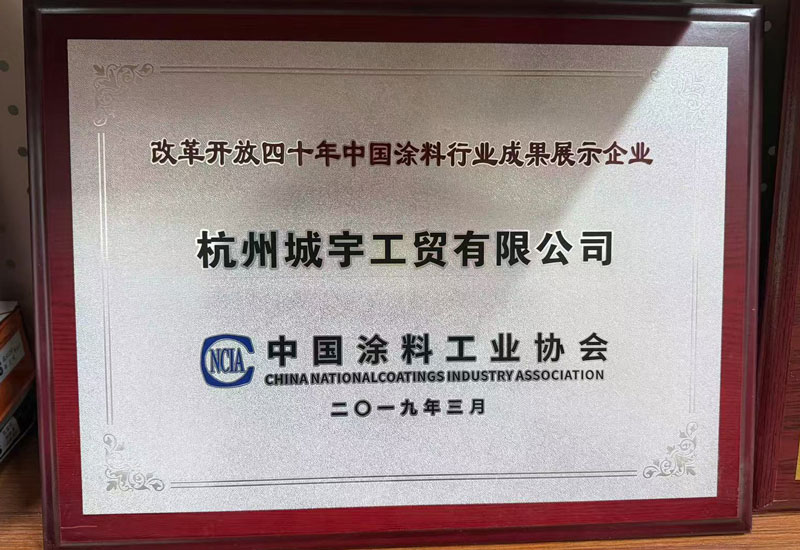 改革开放四十年中国涂料行业成果展示企业
杭州城宇工贸有限公司
NCIA
中国涂料工业协会
CHINA NATIONALCOATINGS INDUSTRY ASSOCIATION
二〇一九年三月